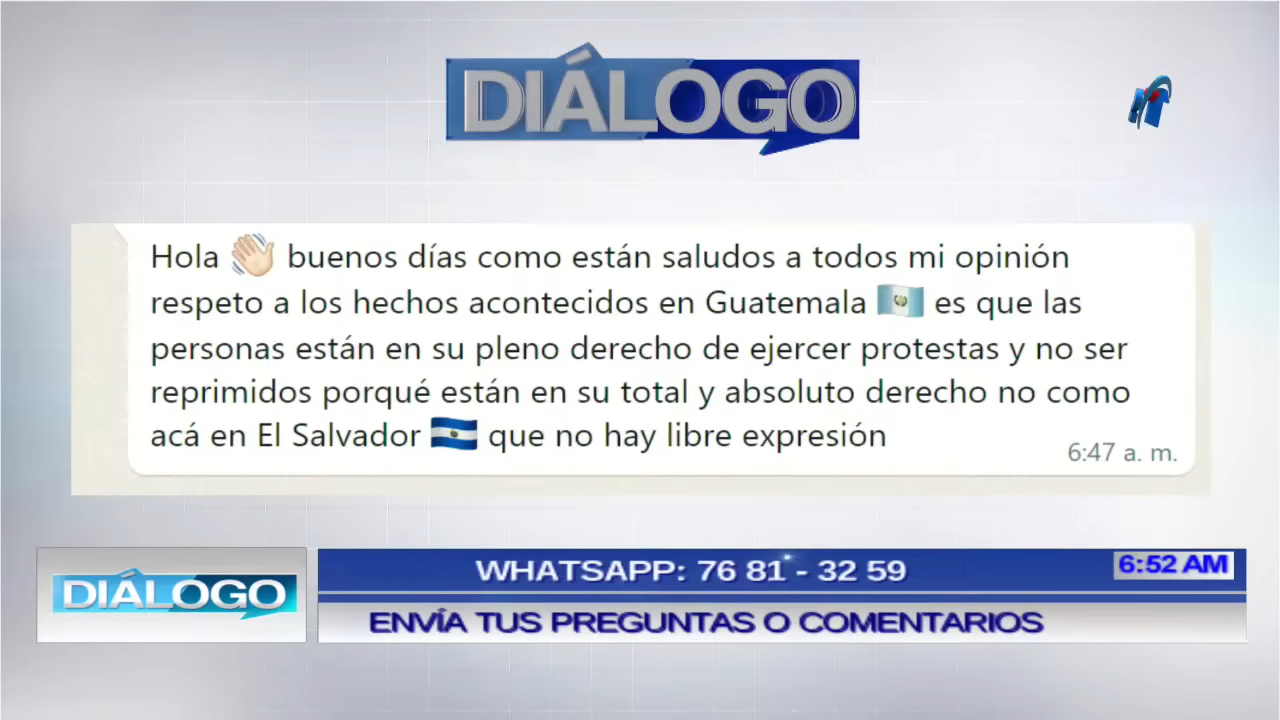 DIÁLOGO
Hola 👋🏻 buenos días como están saludos a todos mi opinión
respeto a los hechos acontecidos en Guatemala 🇬🇹 es que las
personas están en su pleno derecho de ejercer protestas y no ser
reprimidos porqué están en su total y absoluto derecho no como
acá en El Salvador 🇸🇻 que no hay libre expresión
6:47 a. m.
DIÁLOGO
WHATSAPP: 76 81 - 32 59
6:52 AM
ENVÍA TUS PREGUNTAS O COMENTARIOS